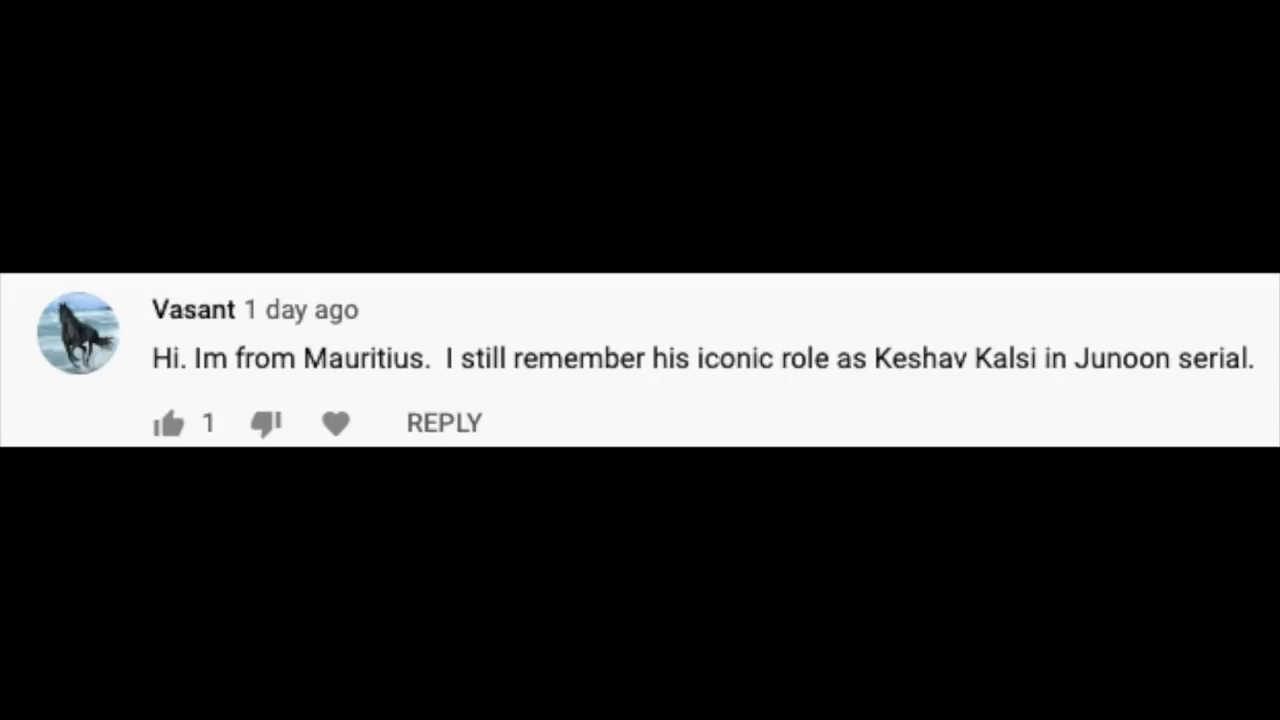 Vasant 1 day ago
Hi. Im from Mauritius.  I still remember his iconic role as Keshav Kalsi in Junoon serial.
1 REPLY